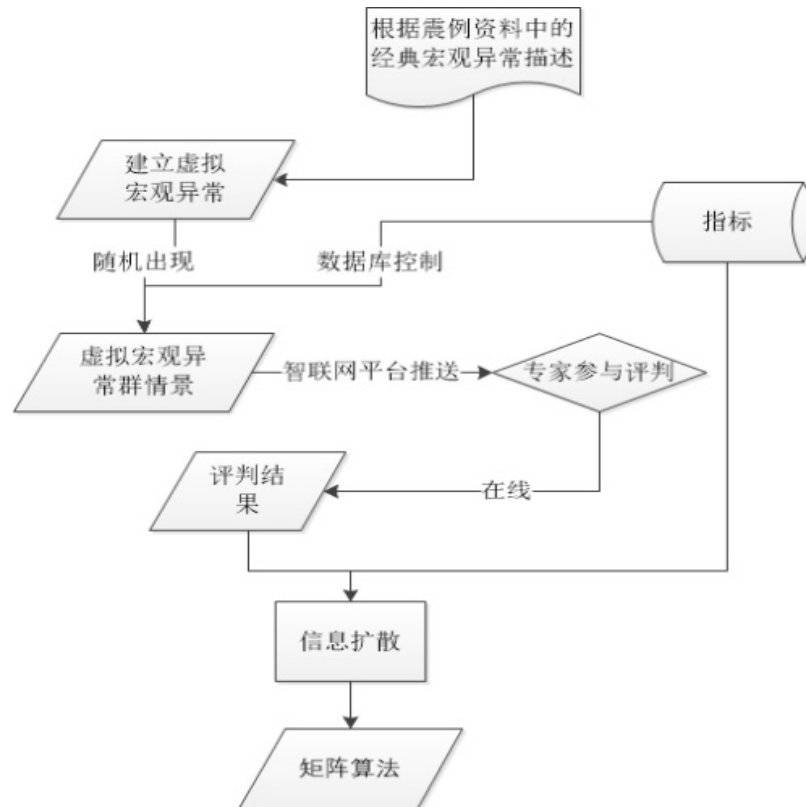 根据震例资料中的
经典宏观异常描述
建立虚拟
宏观异常
指标
随机出现
数据库控制
虚拟宏观异
常群情景
智联网平台推送
专家参与评判
评判结
果
在线
信息扩散
矩阵算法